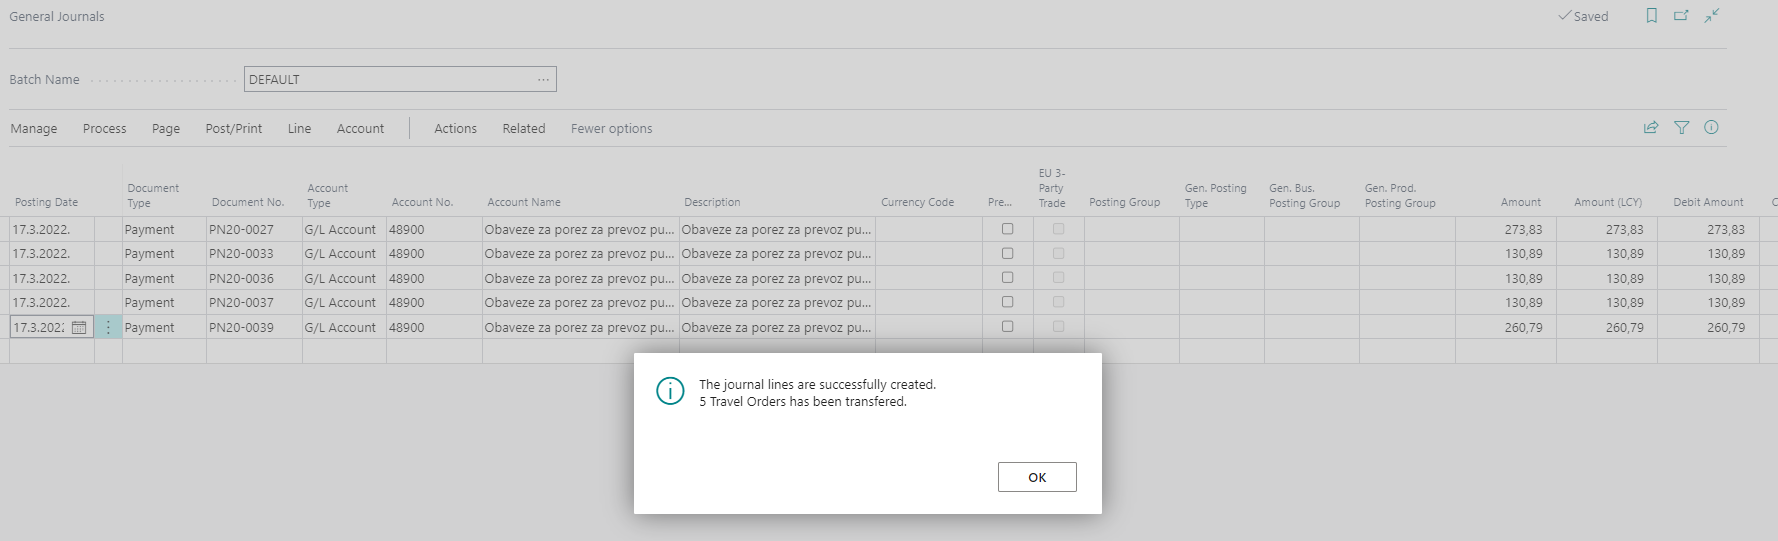 General Journals
Saved
Batch Name
DEFAULT
Manage Process Page Post/Print Line Account Actions Related Fewer options
Posting Date Document Type Document No. Account Type Account No. Account Name Description Currency Code Pre... EU 3-Party Trade Posting Group Gen. Posting Type Gen. Bus. Posting Group Gen. Prod. Posting Group Amount Amount (LCY) Debit Amount C
17.3.2022. Payment PN20-0027 G/L Account 48900 Obaveze za porez za prevoz pu... Obaveze za porez za prevoz pu... 273,83 273,83 273,83
17.3.2022. Payment PN20-0033 G/L Account 48900 Obaveze za porez za prevoz pu... Obaveze za porez za prevoz pu... 130,89 130,89 130,89
17.3.2022. Payment PN20-0036 G/L Account 48900 Obaveze za porez za prevoz pu... Obaveze za porez za prevoz pu... 130,89 130,89 130,89
17.3.2022. Payment PN20-0037 G/L Account 48900 Obaveze za porez za prevoz pu... Obaveze za porez za prevoz pu... 130,89 130,89 130,89
17.3.2022 Payment PN20-0039 G/L Account 48900 Obaveze za porez za prevoz pu... Obaveze za porez za prevoz pu... 260,79 260,79 260,79
The journal lines are successfully created.
5 Travel Orders has been transfered.
OK